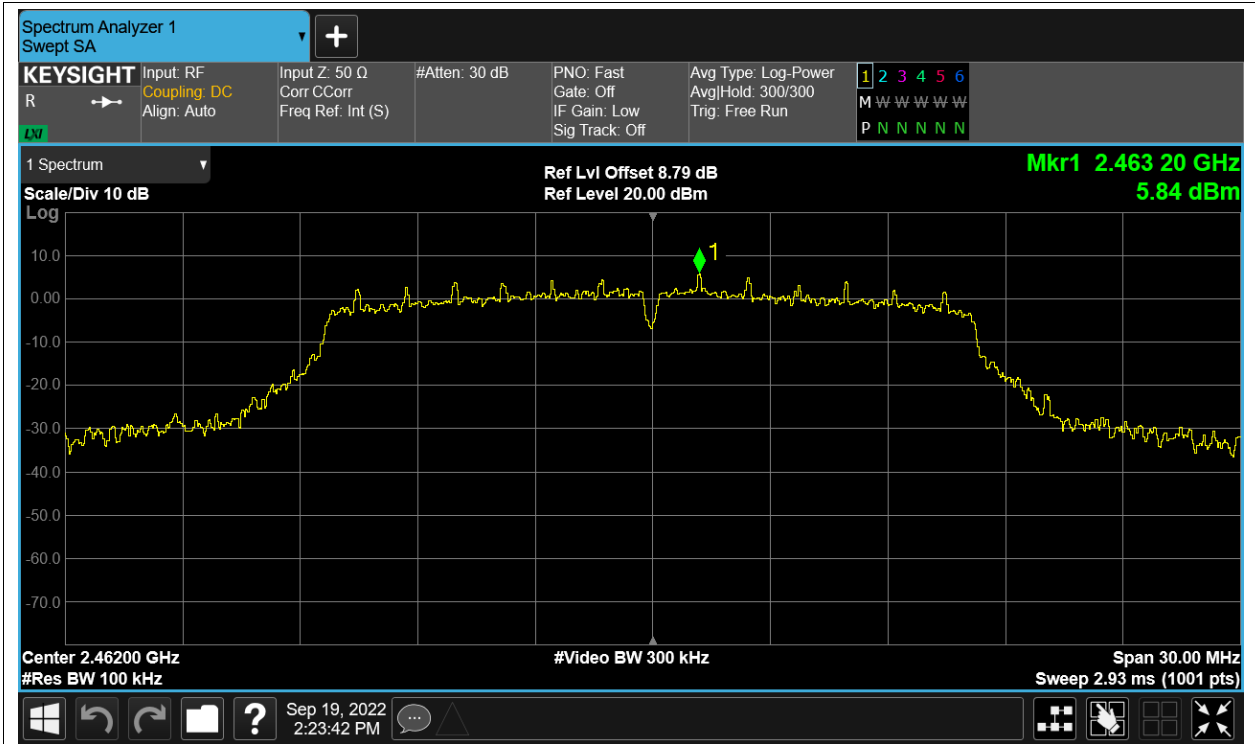 Spectrum Analyzer 1
Swept SA
KEYSIGHT
R
LXI
Input: RF
Coupling: DC
Align: Auto
Input Z: 50 Ω
Corr CCorr
Freq Ref: Int (S)
#Atten: 30 dB
PNO: Fast
Gate: Off
IF Gain: Low
Sig Track: Off
Avg Type: Log-Power
Avg|Hold: 300/300
Trig: Free Run
1 2 3 4 5 6
M W W W W W
P N N N N N
1 Spectrum
Scale/Div 10 dB
Log
Ref Lvl Offset 8.79 dB
Ref Level 20.00 dBm
Mkr1 2.463 20 GHz
5.84 dBm
1
10.0
0.00
-10.0
-20.0
-30.0
-40.0
-50.0
-60.0
-70.0
Center 2.46200 GHz
#Res BW 100 kHz
#Video BW 300 kHz
Span 30.00 MHz
Sweep 2.93 ms (1001 pts)
?
Sep 19, 2022
2:23:42 PM